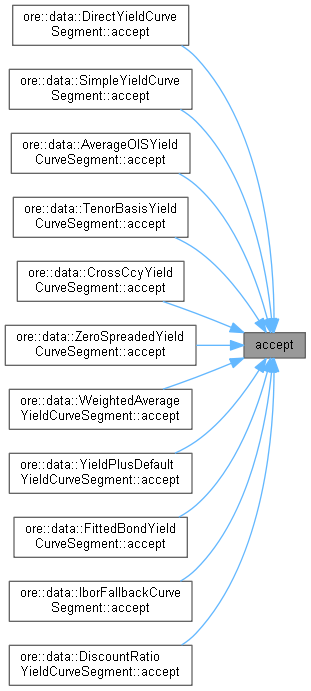 ore::data::DirectYieldCurve
Segment::accept
ore::data::SimpleYieldCurve
Segment::accept
ore::data::AverageOISYield
CurveSegment::accept
ore::data::TenorBasisYield
CurveSegment::accept
ore::data::CrossCcyYield
CurveSegment::accept
ore::data::ZeroSpreadedYield
CurveSegment::accept
accept
ore::data::WeightedAverage
YieldCurveSegment::accept
ore::data::YieldPlusDefault
YieldCurveSegment::accept
ore::data::FittedBondYield
CurveSegment::accept
ore::data::IborFallbackCurve
Segment::accept
ore::data::DiscountRatio
YieldCurveSegment::accept